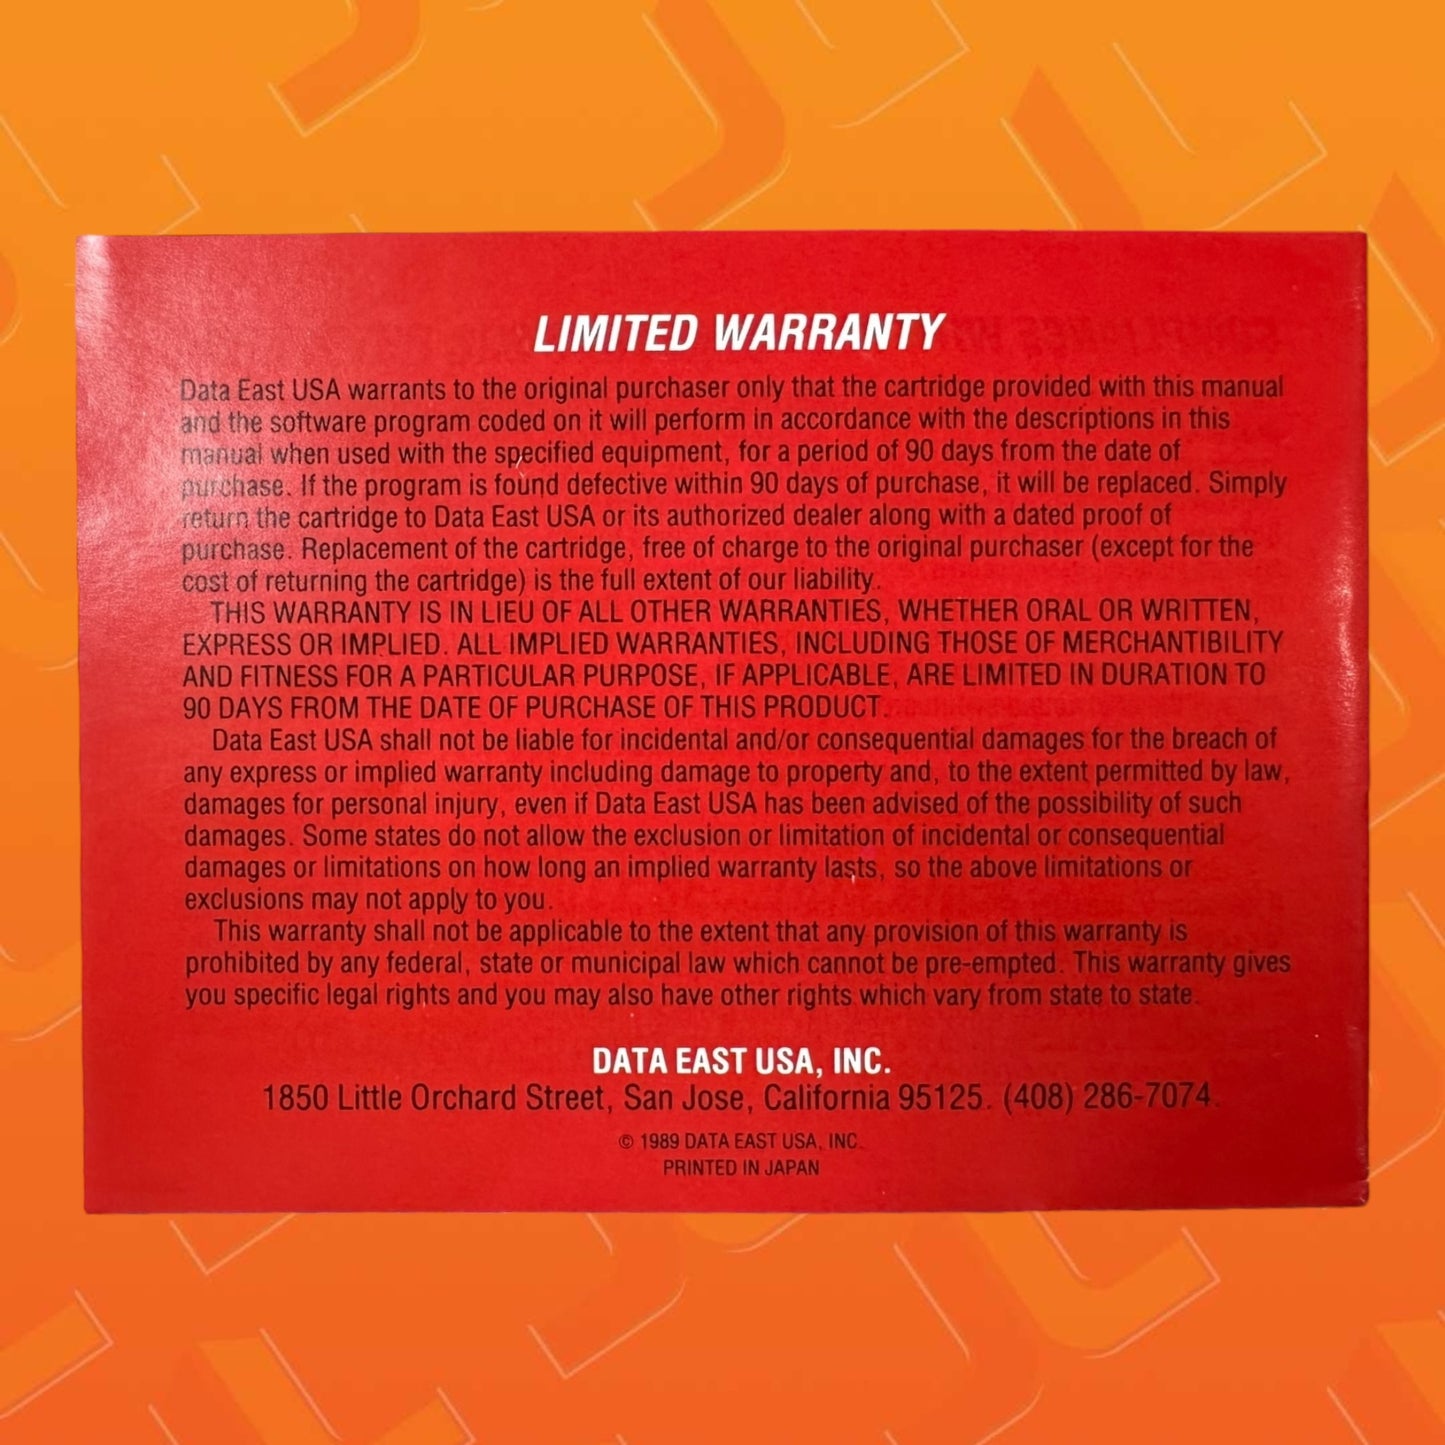 LIMITED WARRANTY
Data East USA warrants to the original purchaser only that the cartridge provided with this manual
and the software program coded on it will perform in accordance with the descriptions in this
manual when used with the specified equipment, for a period of 90 days from the date of
purchase. If the program is found defective within 90 days of purchase, it will be replaced. Simply
return the cartridge to Data East USA or its authorized dealer along with a dated proof of
purchase. Replacement of the cartridge, free of charge to the original purchaser (except for the
cost of returning the cartridge) is the full extent of our liability.
THIS WARRANTY IS IN LIEU OF ALL OTHER WARRANTIES, WHETHER ORAL OR WRITTEN,
EXPRESS OR IMPLIED. ALL IMPLIED WARRANTIES, INCLUDING THOSE OF MERCHANTIBILITY
AND FITNESS FOR A PARTICULAR PURPOSE, IF APPLICABLE, ARE LIMITED IN DURATION TO
90 DAYS FROM THE DATE OF PURCHASE OF THIS PRODUCT.
Data East USA shall not be liable for incidental and/or consequential damages for the breach of
any express or implied warranty including damage to property and, to the extent permitted by law,
damages for personal injury, even if Data East USA has been advised of the possibility of such
damages. Some states do not allow the exclusion or limitation of incidental or consequential
damages or limitations on how long an implied warranty lasts, so the above limitations or
exclusions may not apply to you.
This warranty shall not be applicable to the extent that any provision of this warranty is
prohibited by any federal, state or municipal law which cannot be pre-empted. This warranty gives
you specific legal rights and you may also have other rights which vary from state to state.
DATA EAST USA, INC.
1850 Little Orchard Street, San Jose, California 95125. (408) 286-7074.
© 1989 DATA EAST USA, INC.
PRINTED IN JAPAN